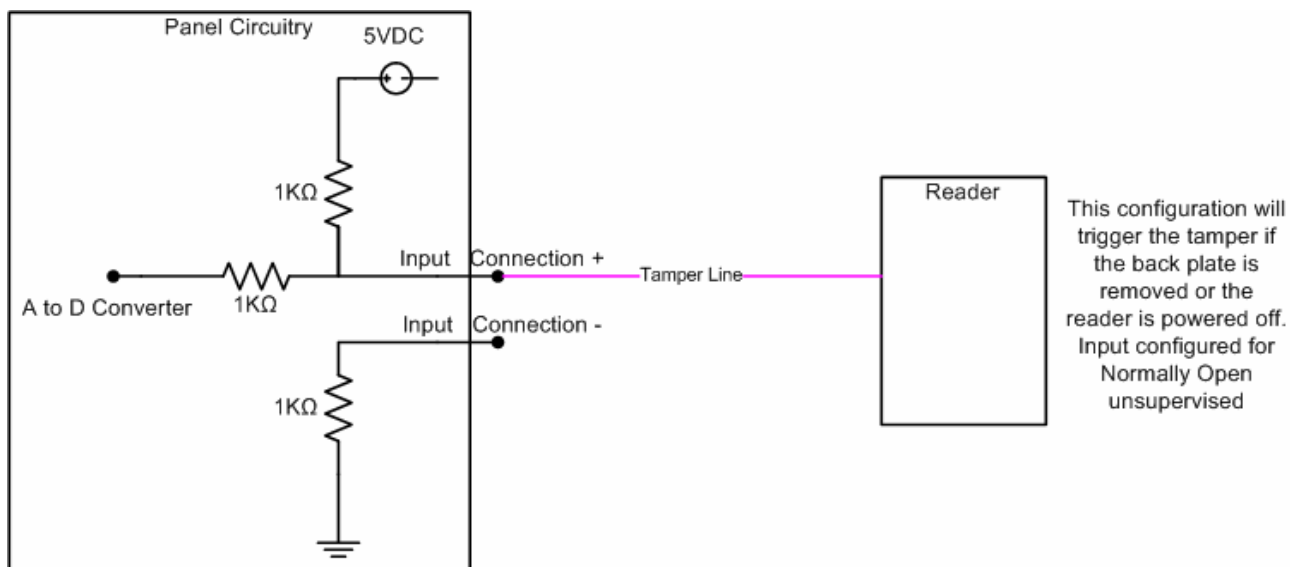 Panel Circuitry
5VDC
1KΩ
Input Connection +
Tamper Line
1KΩ
A to D Converter
Input Connection -
1KΩ
Reader
This configuration will
trigger the tamper if
the back plate is
removed or the
reader is powered off.
Input configured for
Normally Open
unsupervised